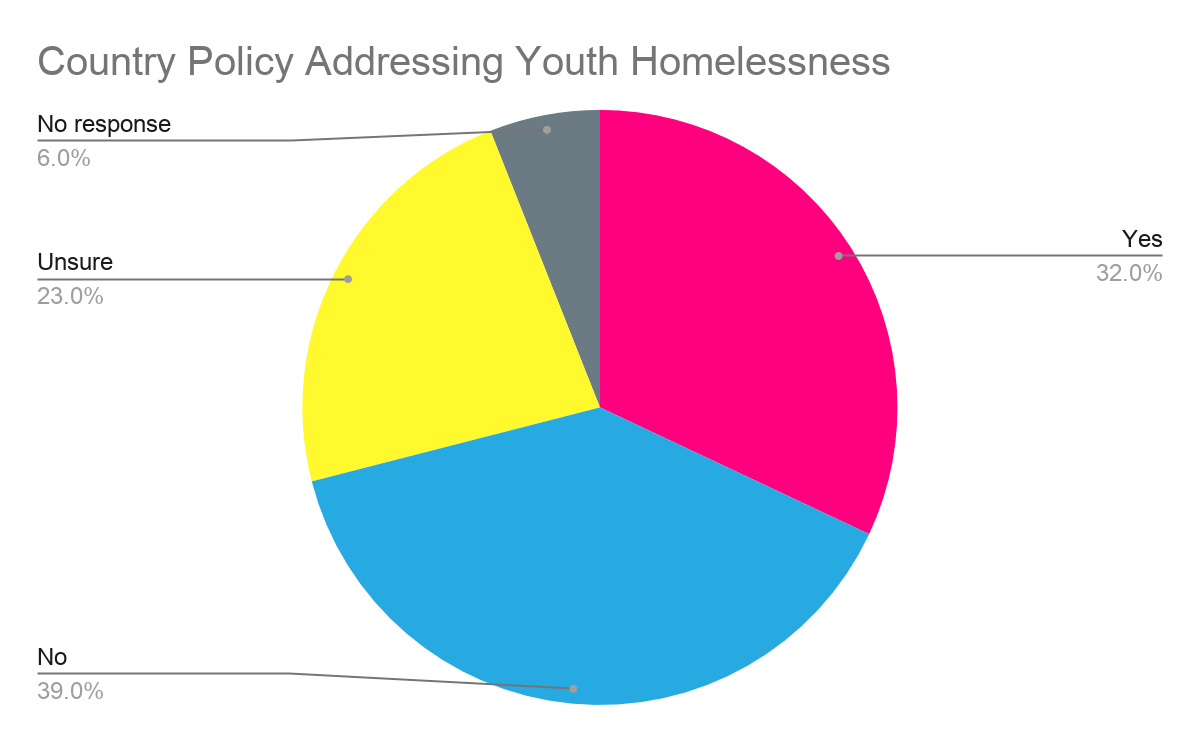 Country Policy Addressing Youth Homelessness
No response
6.0%
Yes
32.0%
Unsure
23.0%
No
39.0%